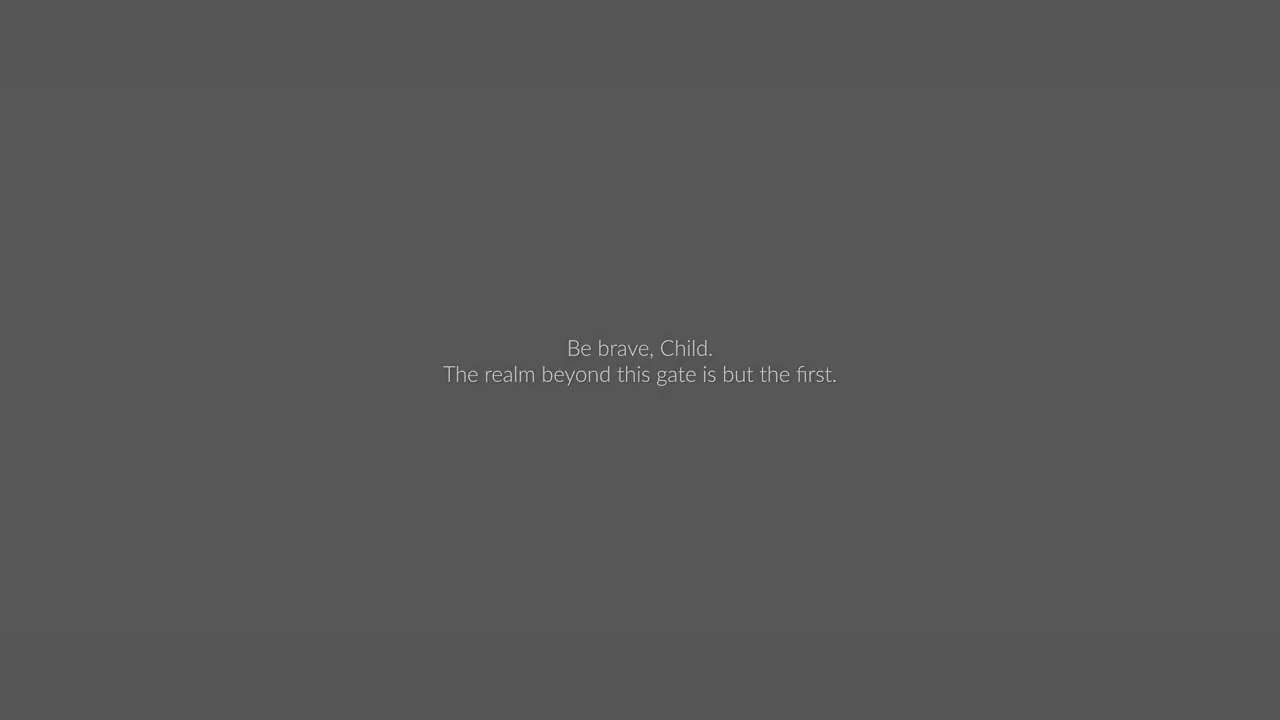 Be brave, Child.
The realm beyond this gate is but the first.